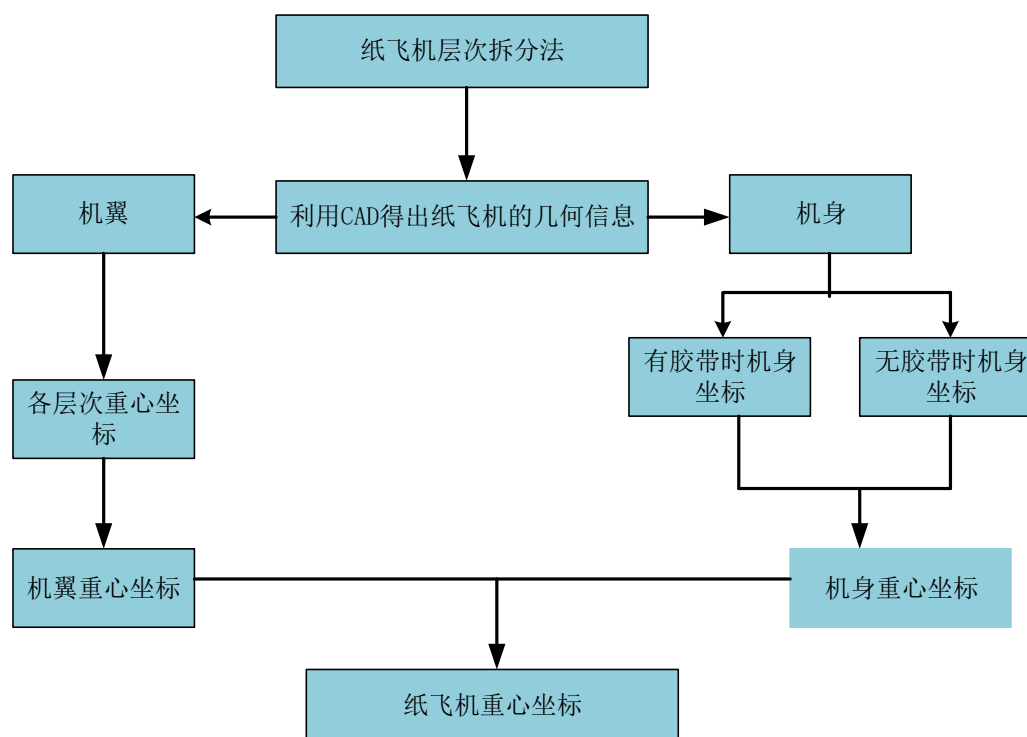 纸飞机层次拆分法
机翼
利用CAD得出纸飞机的几何信息
机身
有胶带时机身
坐标
无胶带时机身
坐标
各层次重心坐
标
机翼重心坐标
机身重心坐标
纸飞机重心坐标